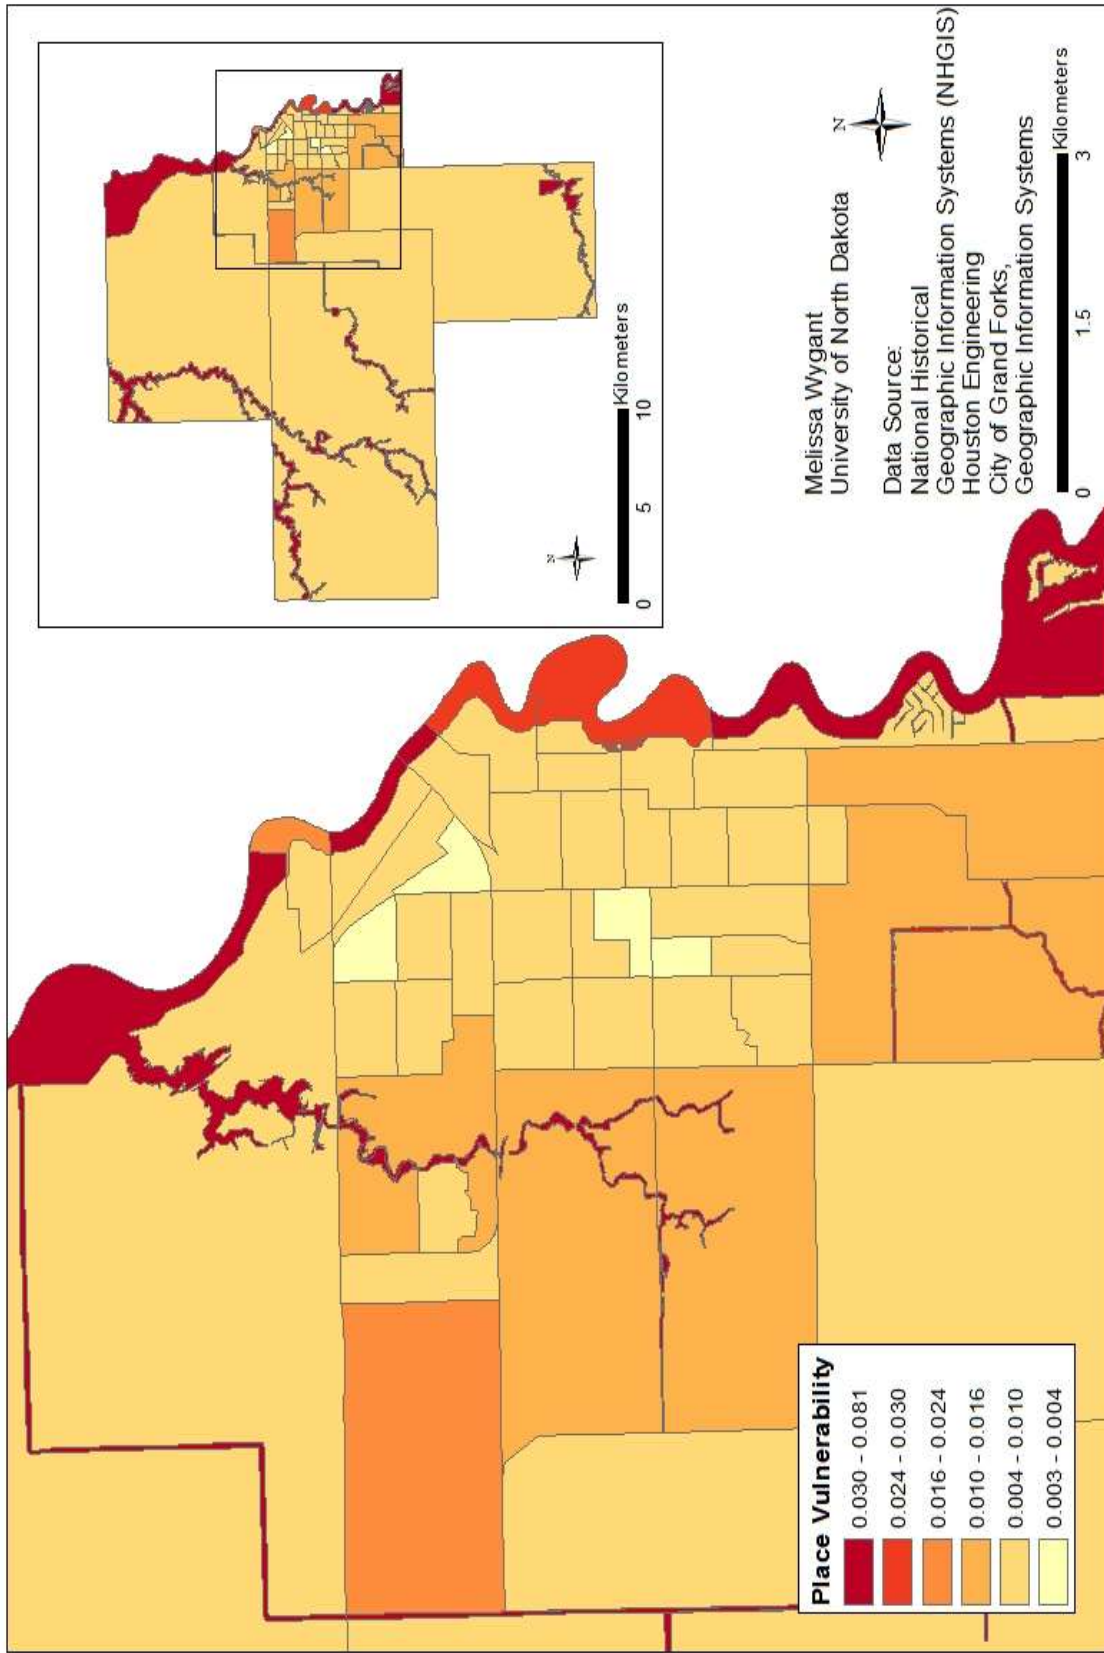 N
0
5
10
Kilometers
Melissa Wygant
University of North Dakota
N
Data Source:
National Historical
Geographic Information Systems (NHGIS)
Houston Engineering
City of Grand Forks,
Geographic Information Systems
0
1.5
3
Kilometers
Place Vulnerability
0.030 - 0.081
0.024 - 0.030
0.016 - 0.024
0.010 - 0.016
0.004 - 0.010
0.003 - 0.004